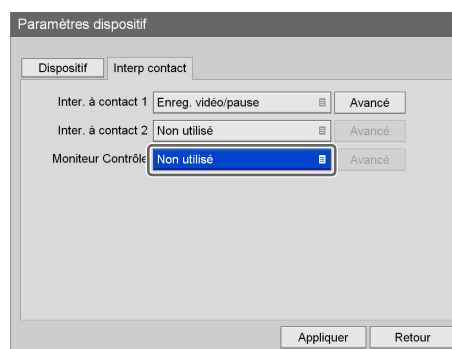 Paramètres dispositif
Dispositif Interp contact
Inter. à contact 1 Enreg. vidéo/pause Avancé
Inter. à contact 2 Non utilisé Avancé
Moniteur Contrôle Non utilisé Avancé
Appliquer Retour